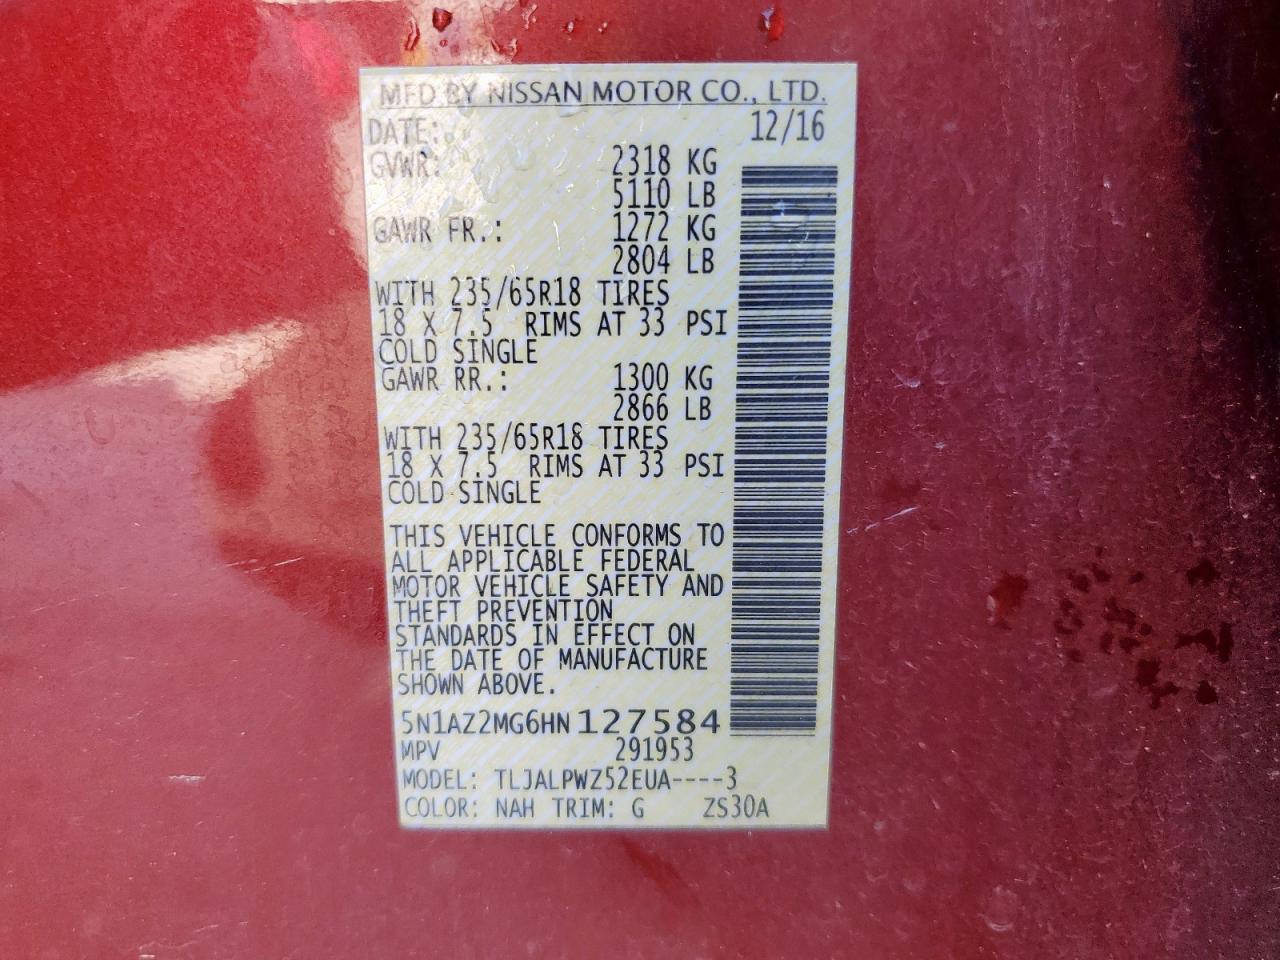 MFD BY NISSAN MOTOR CO., LTD.
DATE: 12/16
GVWR: 2318 KG
5110 LB
GAWR FR.: 1272 KG
2804 LB
WITH 235/65R18 TIRES
18 X 7.5 RIMS AT 33 PSI
COLD SINGLE
GAWR RR.: 1300 KG
2866 LB
WITH 235/65R18 TIRES
18 X 7.5 RIMS AT 33 PSI
COLD SINGLE
THIS VEHICLE CONFORMS TO
ALL APPLICABLE FEDERAL
MOTOR VEHICLE SAFETY AND
THEFT PREVENTION
STANDARDS IN EFFECT ON
THE DATE OF MANUFACTURE
SHOWN ABOVE.
5N1AZ2MG6HN127584
MPV 291953
MODEL: TLJALPWZ52EUA----3
COLOR: NAH TRIM: G ZS30A